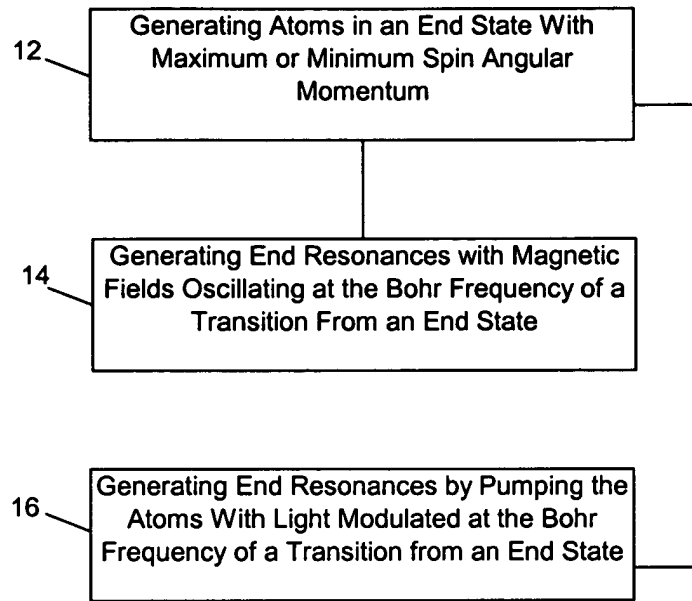 12
Generating Atoms in an End State With
Maximum or Minimum Spin Angular
Momentum
14
Generating End Resonances with Magnetic
Fields Oscillating at the Bohr Frequency of a
Transition From an End State
16
Generating End Resonances by Pumping the
Atoms With Light Modulated at the Bohr
Frequency of a Transition from an End State